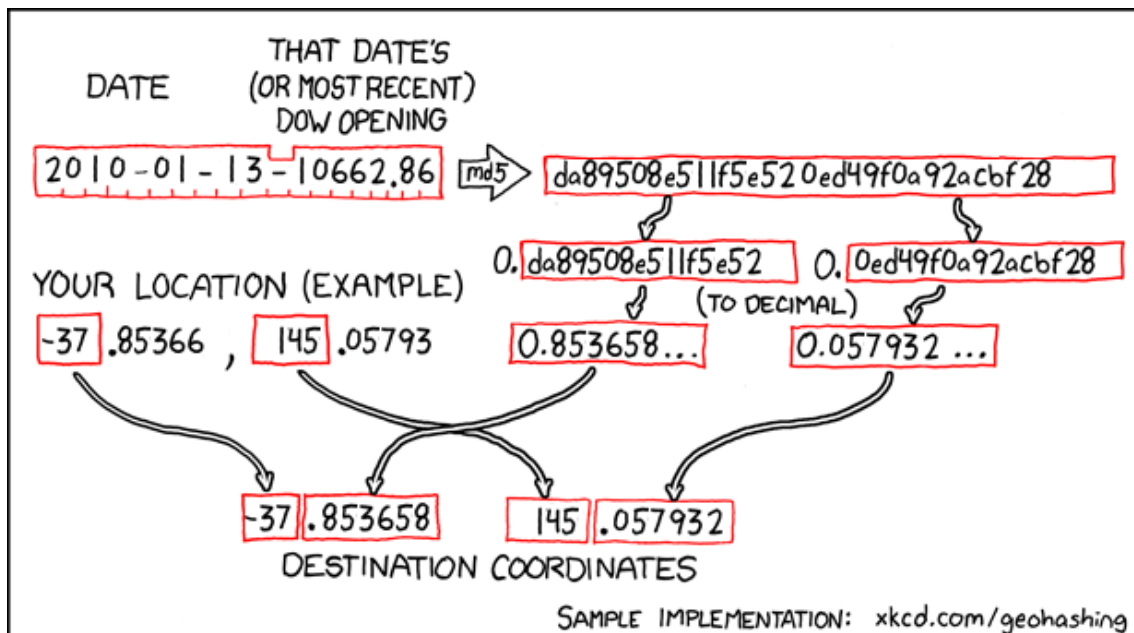 DATE
THAT DATE'S
(OR MOST RECENT)
DOW OPENING
2010-01-13-10662.86
md5
da89508e511f5e520ed49f0a92acbf28
0.da89508e511f5e52
0.0ed49f0a92acbf28
YOUR LOCATION (EXAMPLE)
(TO DECIMAL)
-37.85366, 145.05793
0.853658...
0.057932...
-37.853658
145.057932
DESTINATION COORDINATES
SAMPLE IMPLEMENTATION: xkcd.com/geohashing